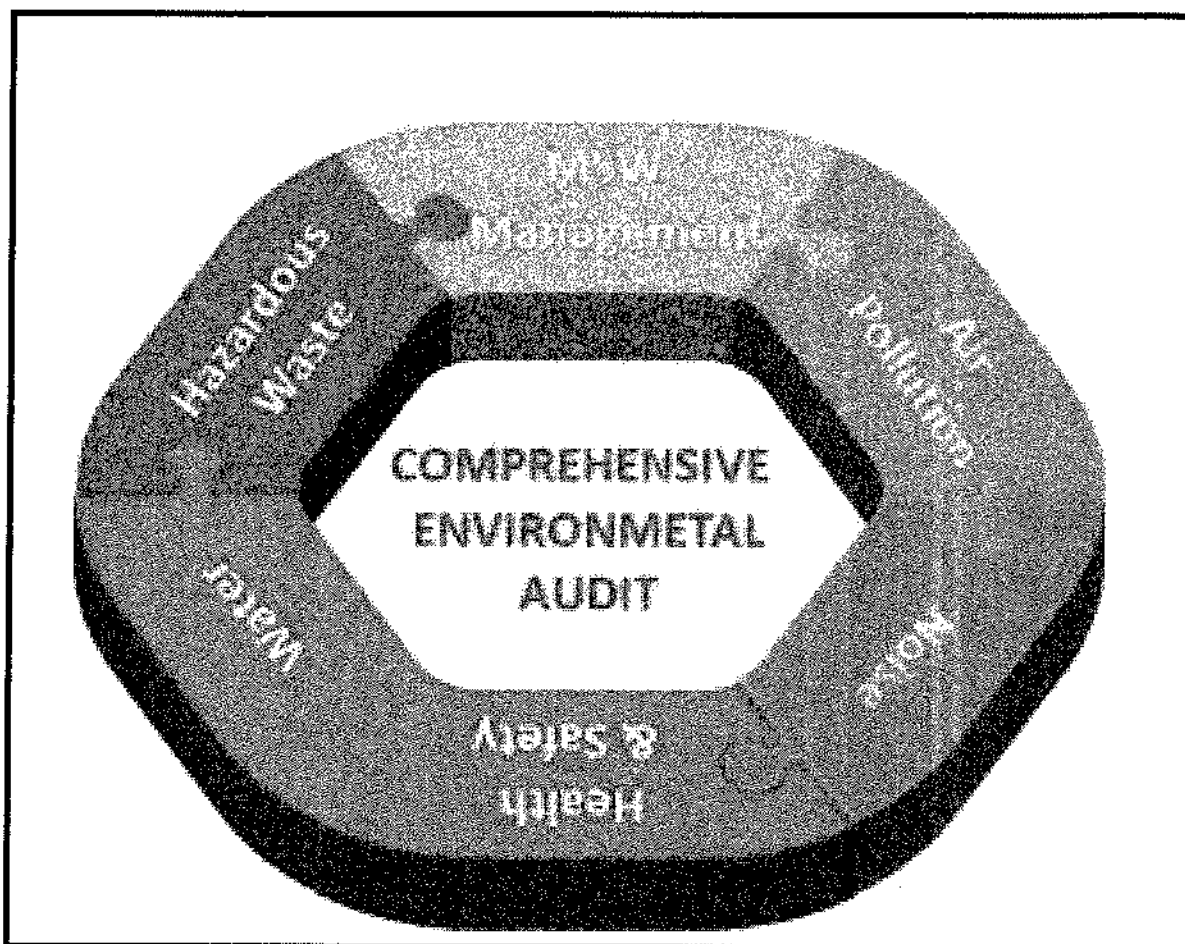 MSW
Management
Air
Pollution
Noise
Health
& Safety
Water
Hazardous
Waste
COMPREHENSIVE
ENVIRONMETAL
AUDIT